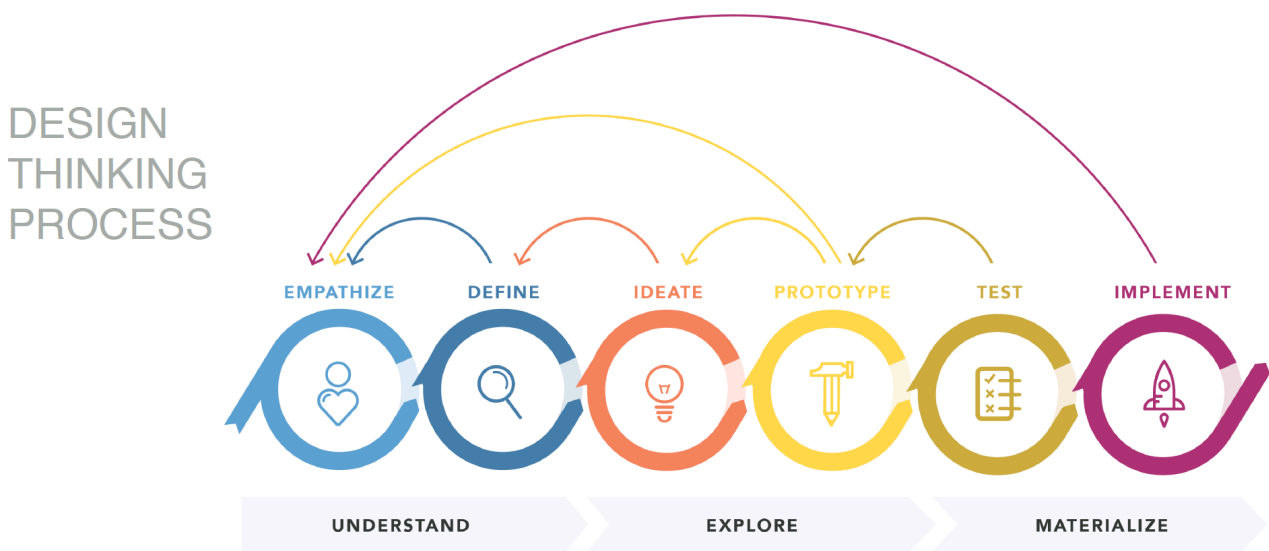 DESIGN
THINKING
PROCESS
EMPATHIZE
DEFINE
IDEATE
PROTOTYPE
TEST
IMPLEMENT
UNDERSTAND
EXPLORE
MATERIALIZE